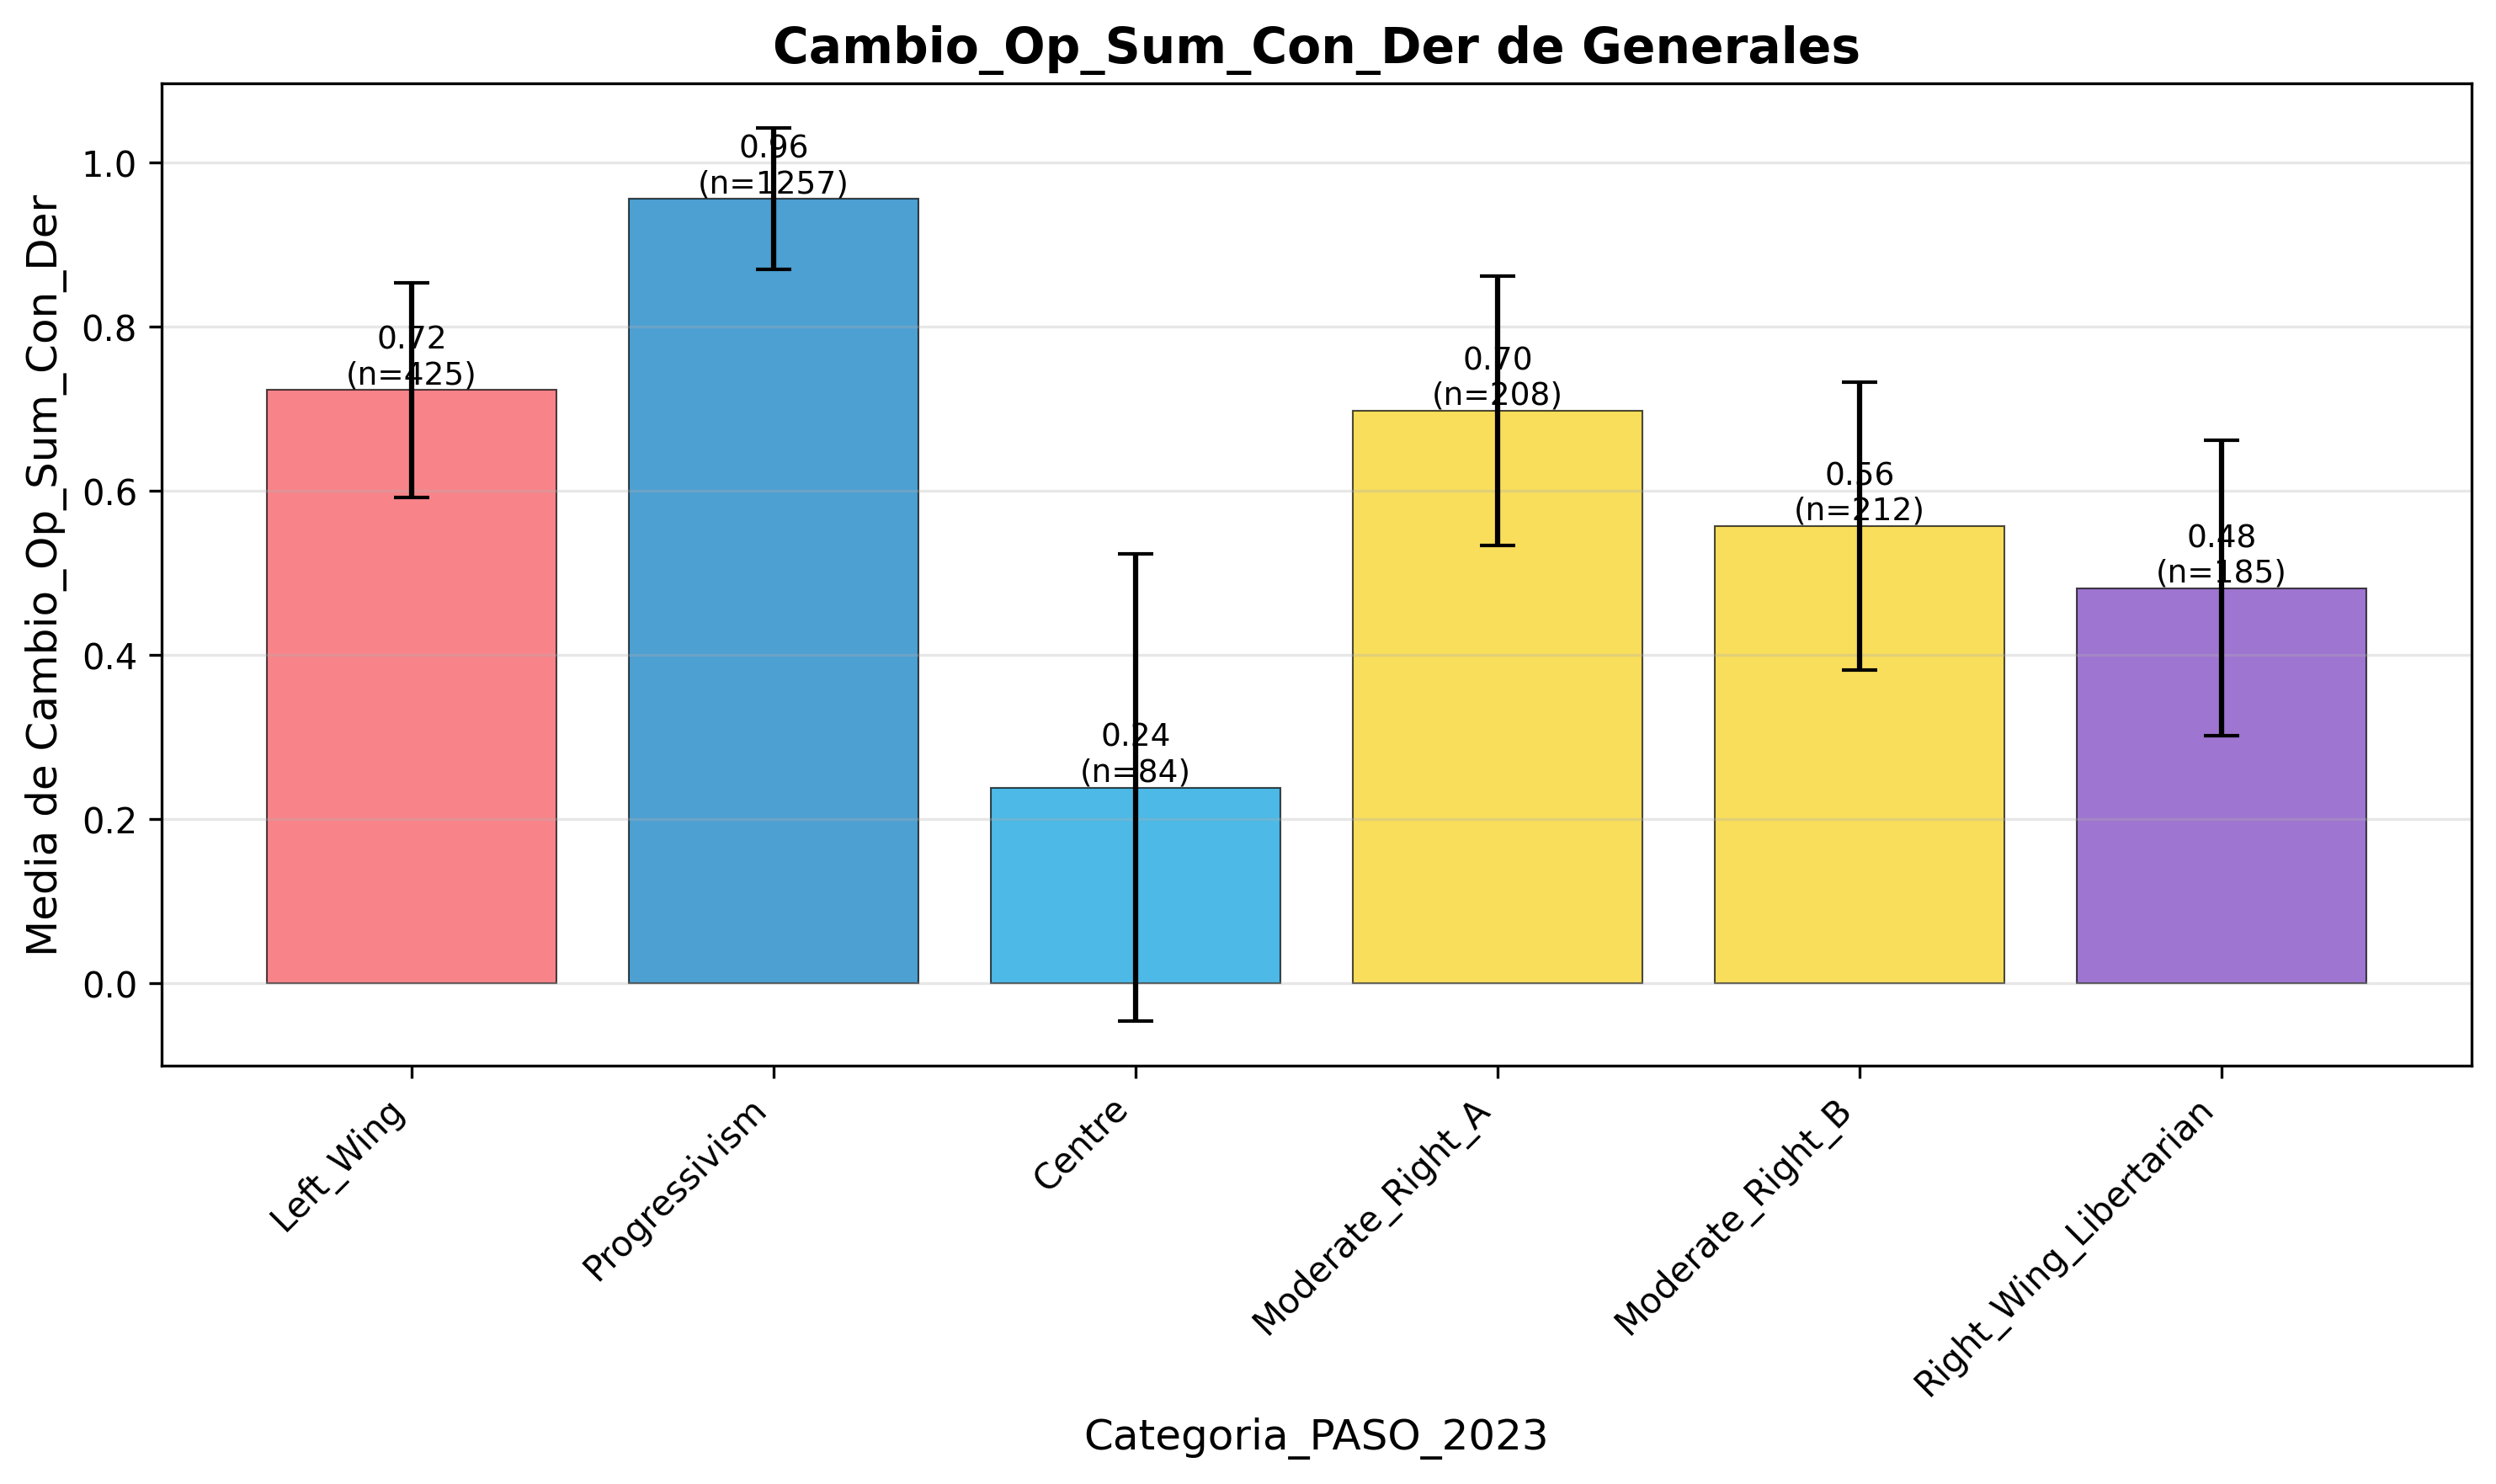 Cambio_Op_Sum_Con_Der de Generales
Media de Cambio_Op_Sum_Con_Der
1.0
0.8
0.6
0.4
0.2
0.0
0.72
(n=425)
0.96
(n=1257)
0.24
(n=84)
0.70
(n=208)
0.56
(n=212)
0.48
(n=185)
Left_Wing
Progressivism
Centre
Moderate_Right_A
Moderate_Right_B
Right_Wing_Libertarian
Categoria_PASO_2023